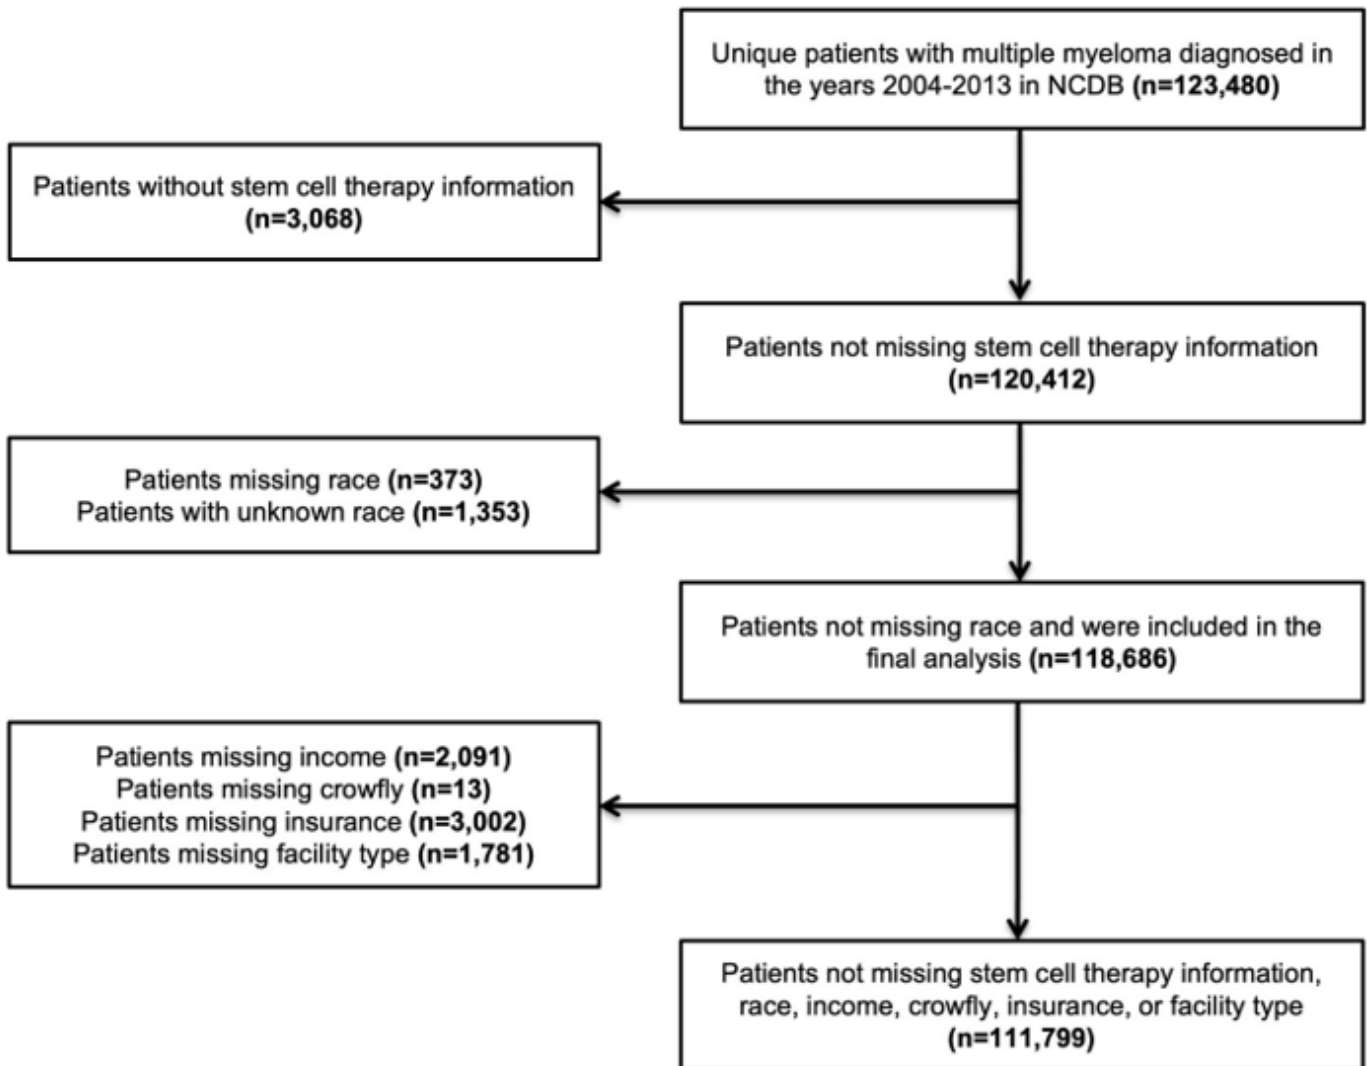 Unique patients with multiple myeloma diagnosed in
the years 2004-2013 in NCDB (n=123,480)
Patients without stem cell therapy information
(n=3,068)
Patients not missing stem cell therapy information
(n=120,412)
Patients missing race (n=373)
Patients with unknown race (n=1,353)
Patients not missing race and were included in the
final analysis (n=118,686)
Patients missing income (n=2,091)
Patients missing crowfly (n=13)
Patients missing insurance (n=3,002)
Patients missing facility type (n=1,781)
Patients not missing stem cell therapy information,
race, income, crowfly, insurance, or facility type
(n=111,799)